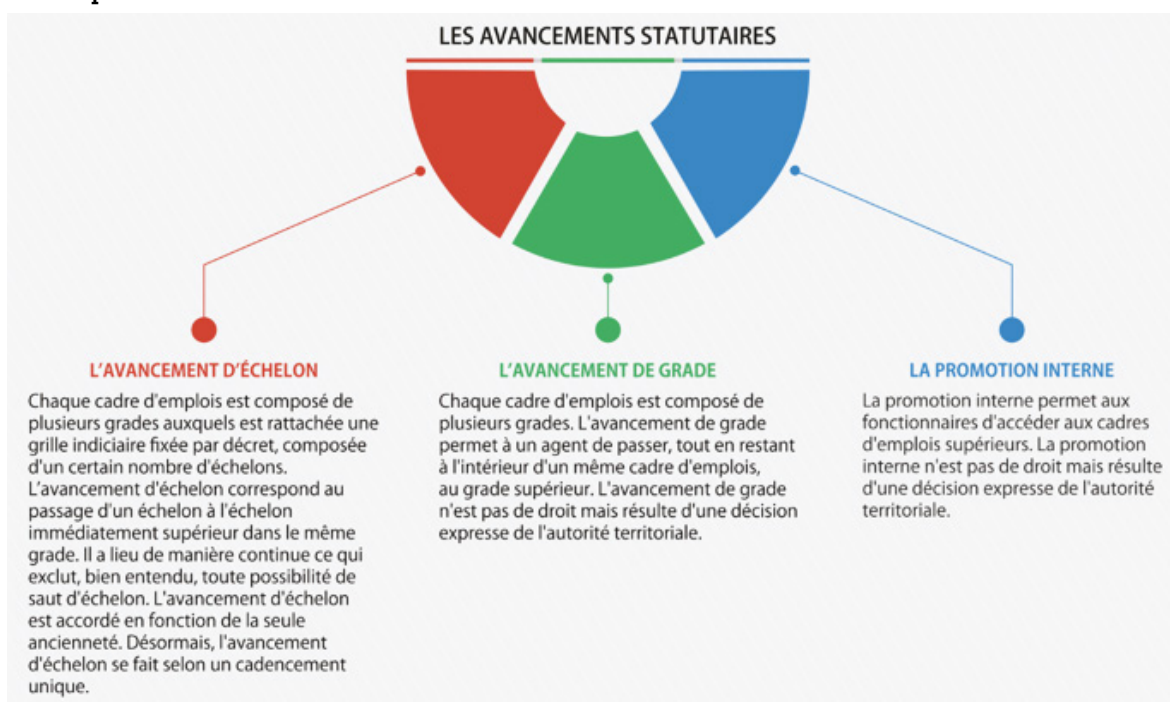 LES AVANCEMENTS STATUTAIRES
L'AVANCEMENT D'ÉCHELON
Chaque cadre d'emplois est composé de
plusieurs grades auxquels est rattachée une
grille indiciaire fixée par décret, composée
d'un certain nombre d'échelons.
L'avancement d'échelon correspond au
passage d'un échelon à l'échelon
immédiatement supérieur dans le même
grade. Il a lieu de manière continue ce qui
exclut, bien entendu, toute possibilité de
saut d'échelon. L'avancement d'échelon
est accordé en fonction de la seule
ancienneté. Désormais, l'avancement
d'échelon se fait selon un cadencement
unique.
L'AVANCEMENT DE GRADE
Chaque cadre d'emplois est composé de
plusieurs grades. L'avancement de grade
permet à un agent de passer, tout en restant
à l'intérieur d'un même cadre d'emplois,
au grade supérieur. L'avancement de grade
n'est pas de droit mais résulte d'une décision
expresse de l'autorité territoriale.
LA PROMOTION INTERNE
La promotion interne permet aux
fonctionnaires d'accéder aux cadres
d'emplois supérieurs. La promotion
interne n'est pas de droit mais résulte
d'une décision expresse de l'autorité
territoriale.